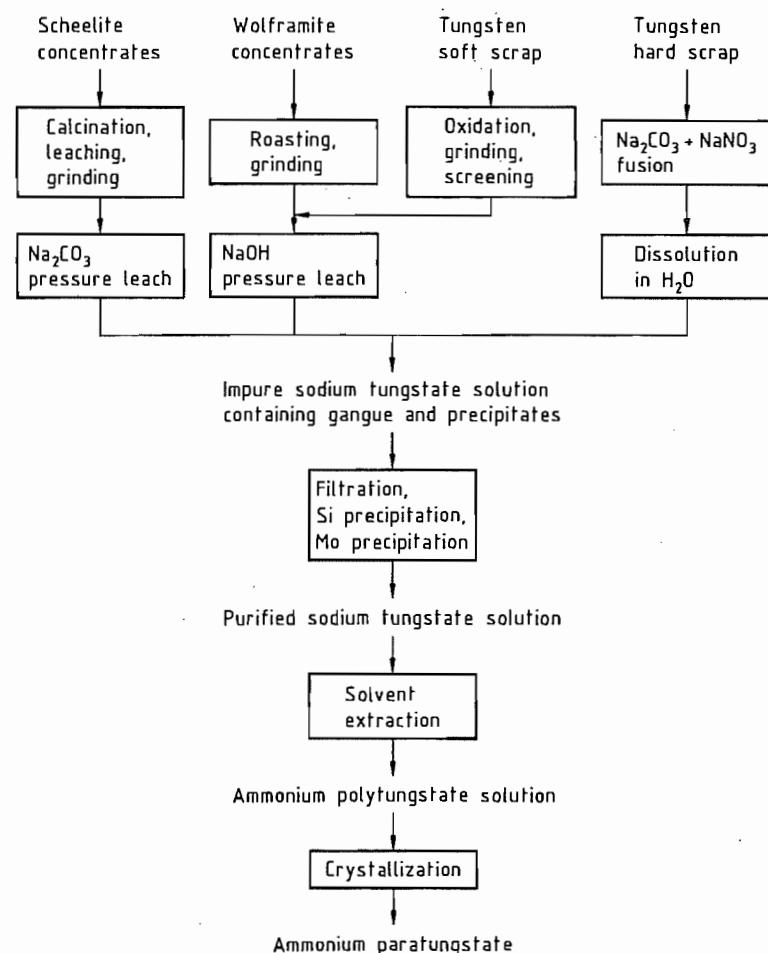 Scheelite
concentrates
Wolframite
concentrates
Tungsten
soft scrap
Tungsten
hard scrap
Calcination,
leaching,
grinding
Roasting,
grinding
Oxidation,
grinding,
screening
Na₂CO₃ + NaNO₃
fusion
Na₂CO₃
pressure leach
NaOH
pressure leach
Dissolution
in H₂O
Impure sodium tungstate solution
containing gangue and precipitates
Filtration,
Si precipitation,
Mo precipitation
Purified sodium tungstate solution
Solvent
extraction
Ammonium polytungstate solution
Crystallization
Ammonium paratungstate